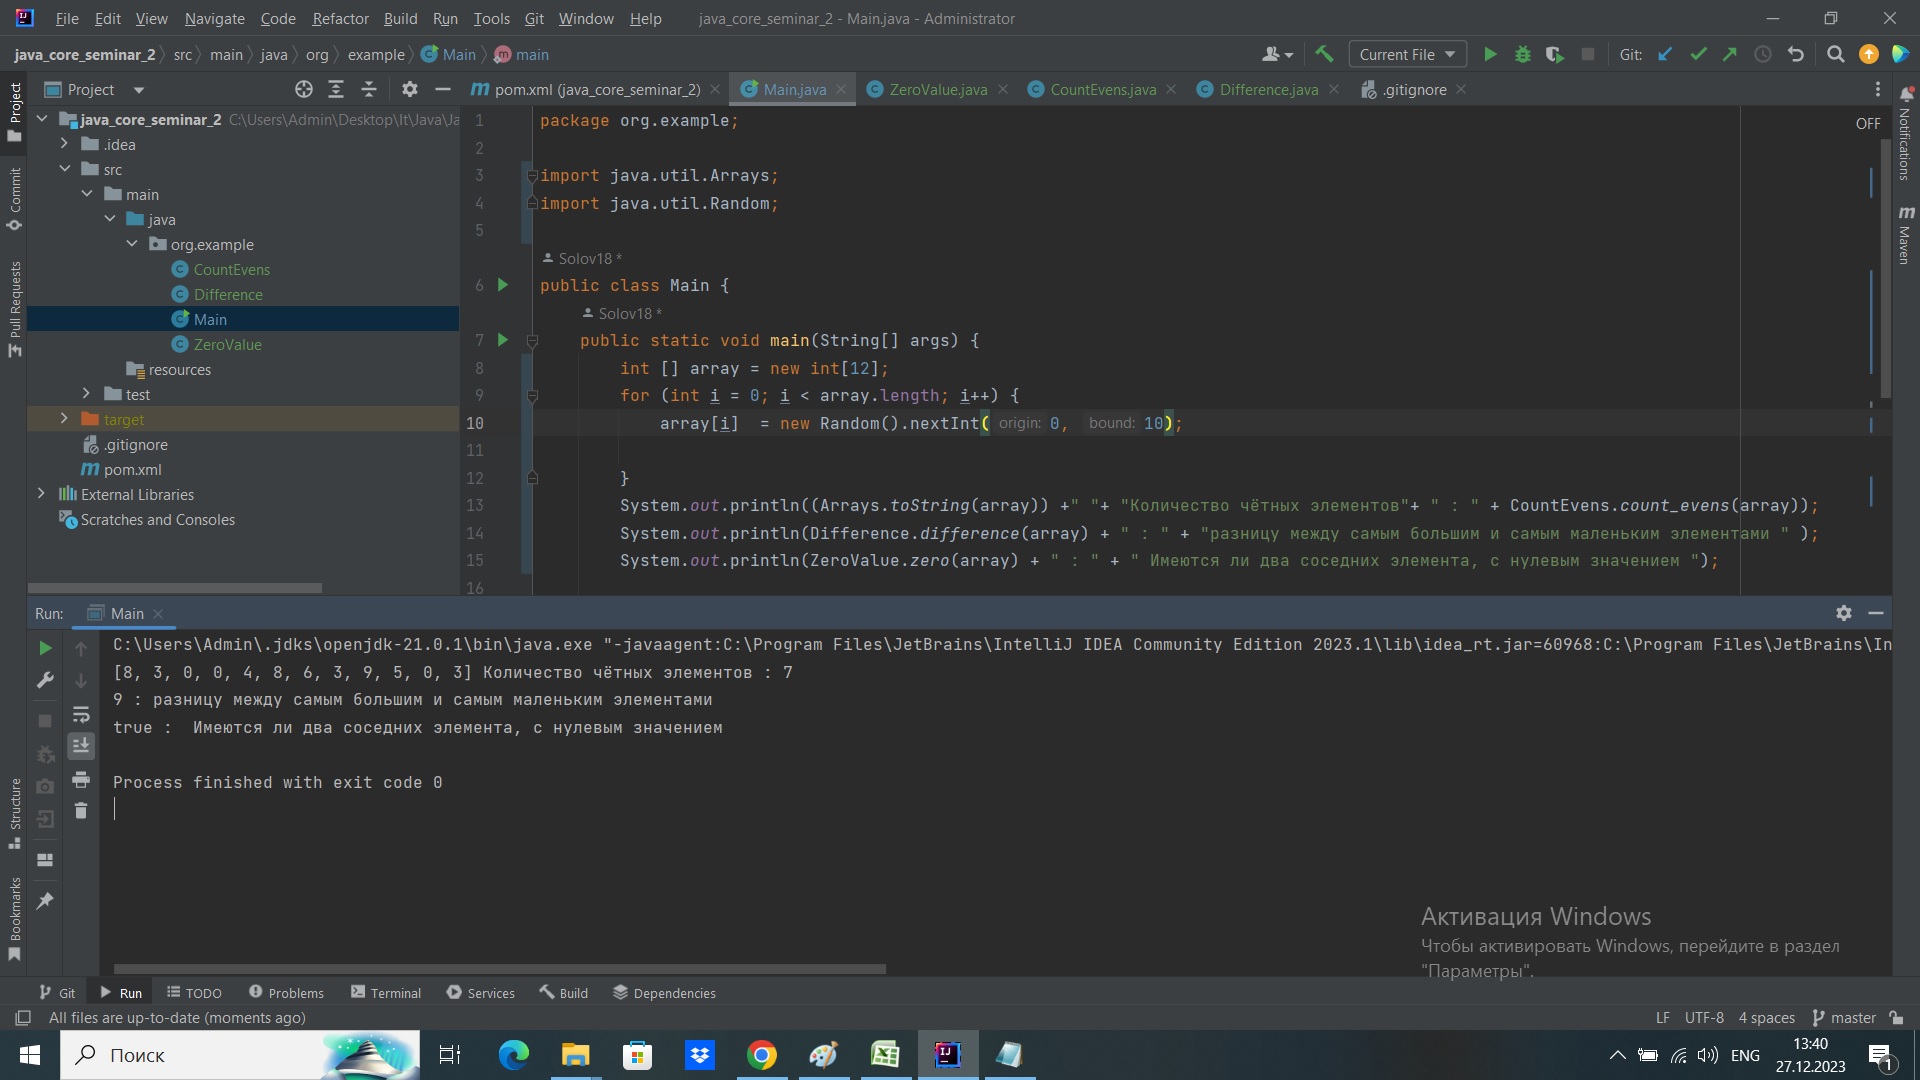 File Edit View Navigate Code Refactor Build Run Tools Git Window Help java_core_seminar_2 - Main.java - Administrator
java_core_seminar_2 src main java org example Main main Current File Git:
Project pom.xml (java_core_seminar_2) Main.java ZeroValue.java CountEvens.java Difference.java .gitignore
java_core_seminar_2 C:\Users\Admin\Desktop\It\Java\Ja
.idea
src
main
java
org.example
CountEvens
Difference
Main
ZeroValue
resources
test
target
.gitignore
pom.xml
External Libraries
Scratches and Consoles
Project
Commit
Pull Requests
Structure
Bookmarks
OFF
Notifications
Maven
1 package org.example;
2
3 import java.util.Arrays;
4 import java.util.Random;
5
Solov18 *
6 public class Main {
Solov18 *
7 public static void main(String[] args) {
8 int [] array = new int[12];
9 for (int i = 0; i < array.length; i++) {
10 array[i]  = new Random().nextInt( origin: 0, bound: 10);
11
12 }
13 System.out.println((Arrays.toString(array)) +" "+ "Количество чётных элементов"+ " : " + CountEvens.count_evens(array));
14 System.out.println(Difference.difference(array) + " : " + "разницу между самым большим и самым маленьким элементами " );
15 System.out.println(ZeroValue.zero(array) + " : " + " Имеются ли два соседних элемента, с нулевым значением ");
16
Run: Main
C:\Users\Admin\.jdks\openjdk-21.0.1\bin\java.exe "-javaagent:C:\Program Files\JetBrains\IntelliJ IDEA Community Edition 2023.1\lib\idea_rt.jar=60968:C:\Program Files\JetBrains\In
[8, 3, 0, 0, 4, 8, 6, 3, 9, 5, 0, 3] Количество чётных элементов : 7
9 : разницу между самым большим и самым маленьким элементами
true :  Имеются ли два соседних элемента, с нулевым значением
Process finished with exit code 0
Активация Windows
Чтобы активировать Windows, перейдите в раздел
"Параметры".
Git Run TODO Problems Terminal Services Build Dependencies
All files are up-to-date (moments ago) LF UTF-8 4 spaces master
Поиск ENG 13:40
27.12.2023 1